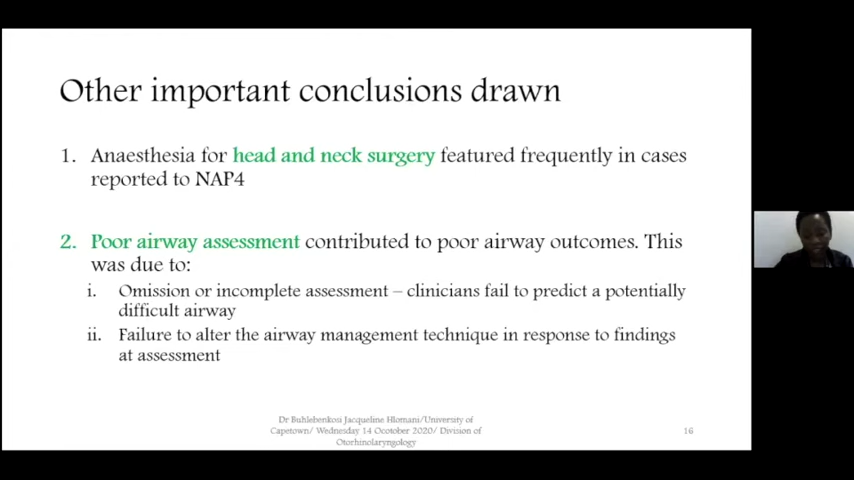 Other important conclusions drawn
1. Anaesthesia for head and neck surgery featured frequently in cases
reported to NAP4
2. Poor airway assessment contributed to poor airway outcomes. This
was due to:
i. Omission or incomplete assessment – clinicians fail to predict a potentially
difficult airway
ii. Failure to alter the airway management technique in response to findings
at assessment
Dr Buhlebenkosi Jacqueline Hlomani/University of
Capetown/ Wednesday 14 Ocotober 2020/ Division of
Otorhinolaryngology
16